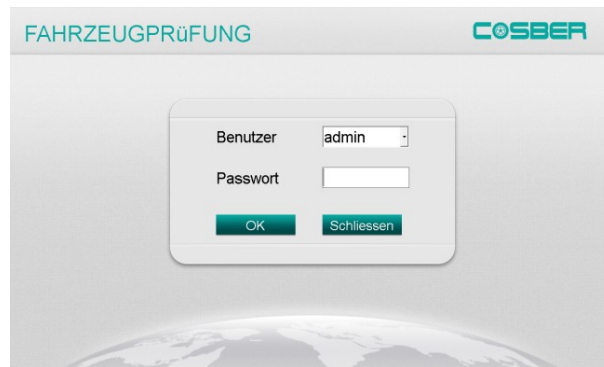 FAHRZEUGPRüFUNG
COSBER
Benutzer admin
Passwort
OK Schliessen